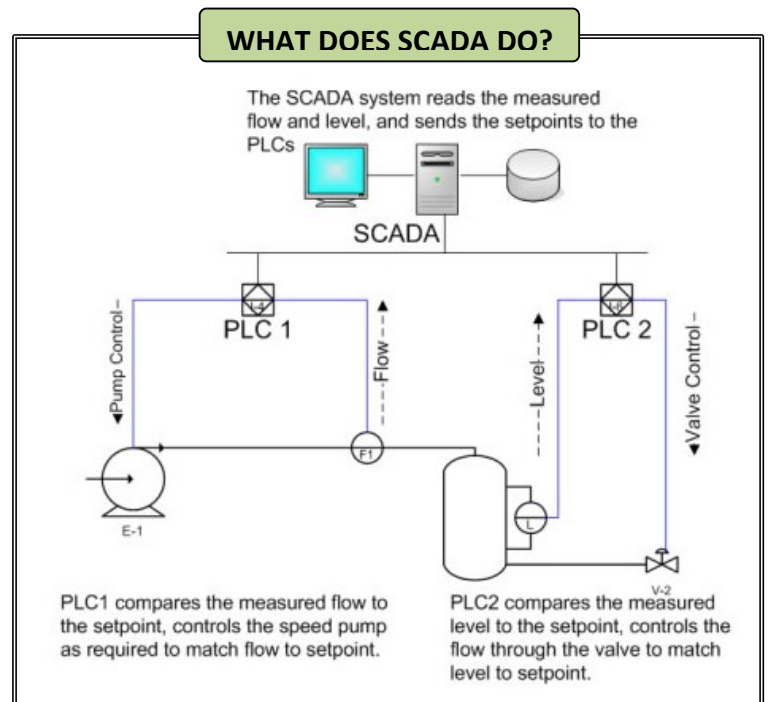 WHAT DOES SCADA DO?
The SCADA system reads the measured
flow and level, and sends the setpoints to the
PLCs
SCADA
I-4
PLC 1
I-6
PLC 2
Pump Control
Flow
Level
Valve Control
F1
L
E-1
V-2
PLC1 compares the measured flow to
the setpoint, controls the speed pump
as required to match flow to setpoint.
PLC2 compares the measured
level to the setpoint, controls the
flow through the valve to match
level to setpoint.